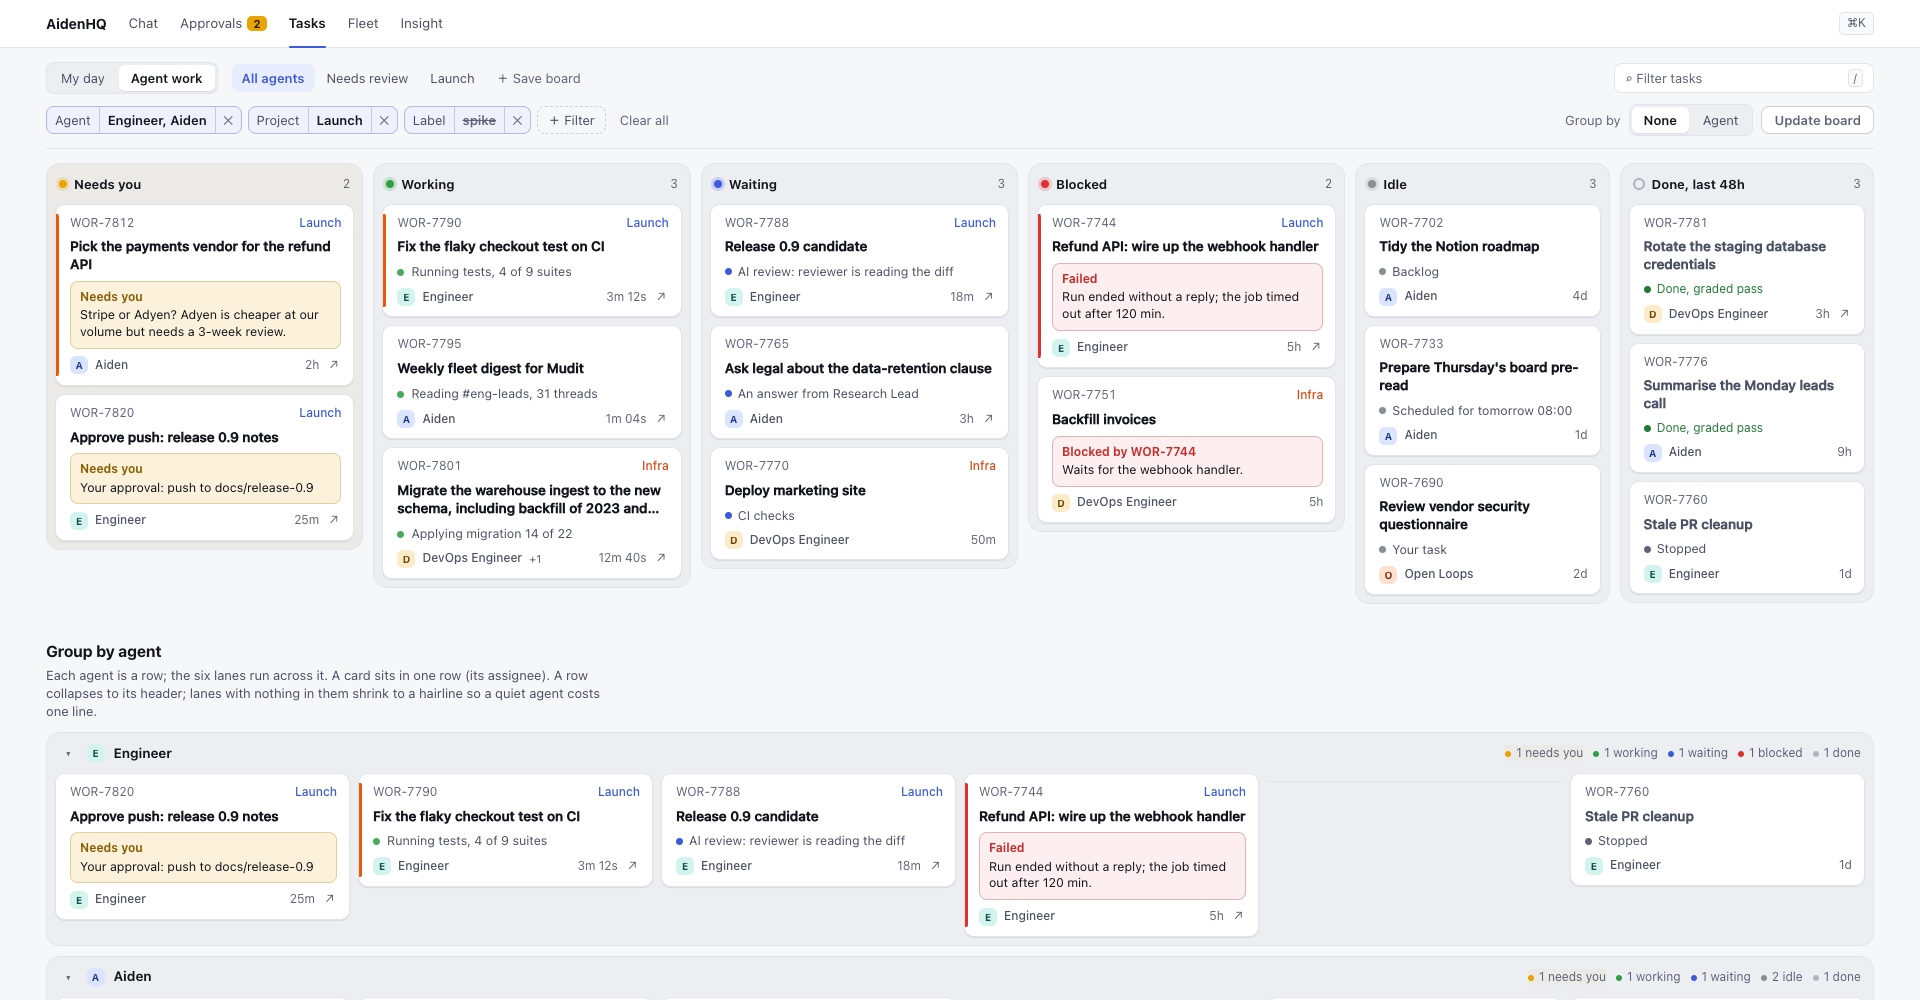 AidenHQ Chat Approvals 2 Tasks Fleet Insight ⌘K
My day Agent work All agents Needs review Launch + Save board Filter tasks /
Agent Engineer, Aiden × Project Launch × Label spike × + Filter Clear all Group by None Agent Update board
Needs you 2
WOR-7812 Launch
Pick the payments vendor for the refund
API
Needs you
Stripe or Adyen? Adyen is cheaper at our
volume but needs a 3-week review.
A Aiden 2h ↗
WOR-7820 Launch
Approve push: release 0.9 notes
Needs you
Your approval: push to docs/release-0.9
E Engineer 25m ↗
Working 3
WOR-7790 Launch
Fix the flaky checkout test on CI
Running tests, 4 of 9 suites
E Engineer 3m 12s ↗
WOR-7795
Weekly fleet digest for Mudit
Reading #eng-leads, 31 threads
A Aiden 1m 04s ↗
WOR-7801 Infra
Migrate the warehouse ingest to the new
schema, including backfill of 2023 and...
Applying migration 14 of 22
D DevOps Engineer +1 12m 40s ↗
Waiting 3
WOR-7788 Launch
Release 0.9 candidate
AI review: reviewer is reading the diff
E Engineer 18m ↗
WOR-7765
Ask legal about the data-retention clause
An answer from Research Lead
A Aiden 3h ↗
WOR-7770 Infra
Deploy marketing site
CI checks
D DevOps Engineer 50m
Blocked 2
WOR-7744 Launch
Refund API: wire up the webhook handler
Failed
Run ended without a reply; the job timed
out after 120 min.
E Engineer 5h ↗
WOR-7751 Infra
Backfill invoices
Blocked by WOR-7744
Waits for the webhook handler.
D DevOps Engineer 5h
Idle 3
WOR-7702
Tidy the Notion roadmap
Backlog
A Aiden 4d
WOR-7733
Prepare Thursday's board pre-
read
Scheduled for tomorrow 08:00
A Aiden 1d
WOR-7690
Review vendor security
questionnaire
Your task
O Open Loops 2d
Done, last 48h 3
WOR-7781
Rotate the staging database
credentials
Done, graded pass
D DevOps Engineer 3h ↗
WOR-7776
Summarise the Monday leads
call
Done, graded pass
A Aiden 9h
WOR-7760
Stale PR cleanup
Stopped
E Engineer 1d
Group by agent
Each agent is a row; the six lanes run across it. A card sits in one row (its assignee). A row
collapses to its header; lanes with nothing in them shrink to a hairline so a quiet agent costs
one line.
E Engineer 1 needs you 1 working 1 waiting 1 blocked 1 done
WOR-7820 Launch
Approve push: release 0.9 notes
Needs you
Your approval: push to docs/release-0.9
E Engineer 25m ↗
WOR-7790 Launch
Fix the flaky checkout test on CI
Running tests, 4 of 9 suites
E Engineer 3m 12s ↗
WOR-7788 Launch
Release 0.9 candidate
AI review: reviewer is reading the diff
E Engineer 18m ↗
WOR-7744 Launch
Refund API: wire up the webhook handler
Failed
Run ended without a reply; the job timed
out after 120 min.
E Engineer 5h ↗
WOR-7760
Stale PR cleanup
Stopped
E Engineer 1d
A Aiden 1 needs you 1 working 1 waiting 2 idle 1 done